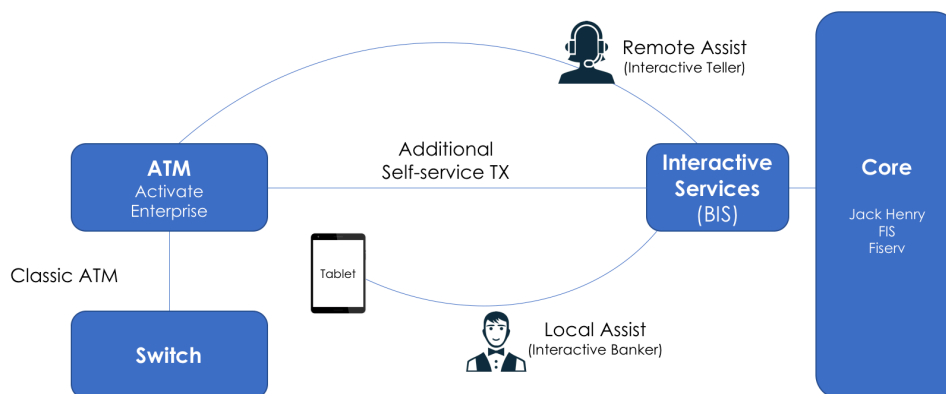 Remote Assist
(Interactive Teller)
ATM
Activate
Enterprise
Additional
Self-service TX
Interactive
Services
(BIS)
Core
Jack Henry
FIS
Fiserv
Classic ATM
Tablet
Switch
Local Assist
(Interactive Banker)